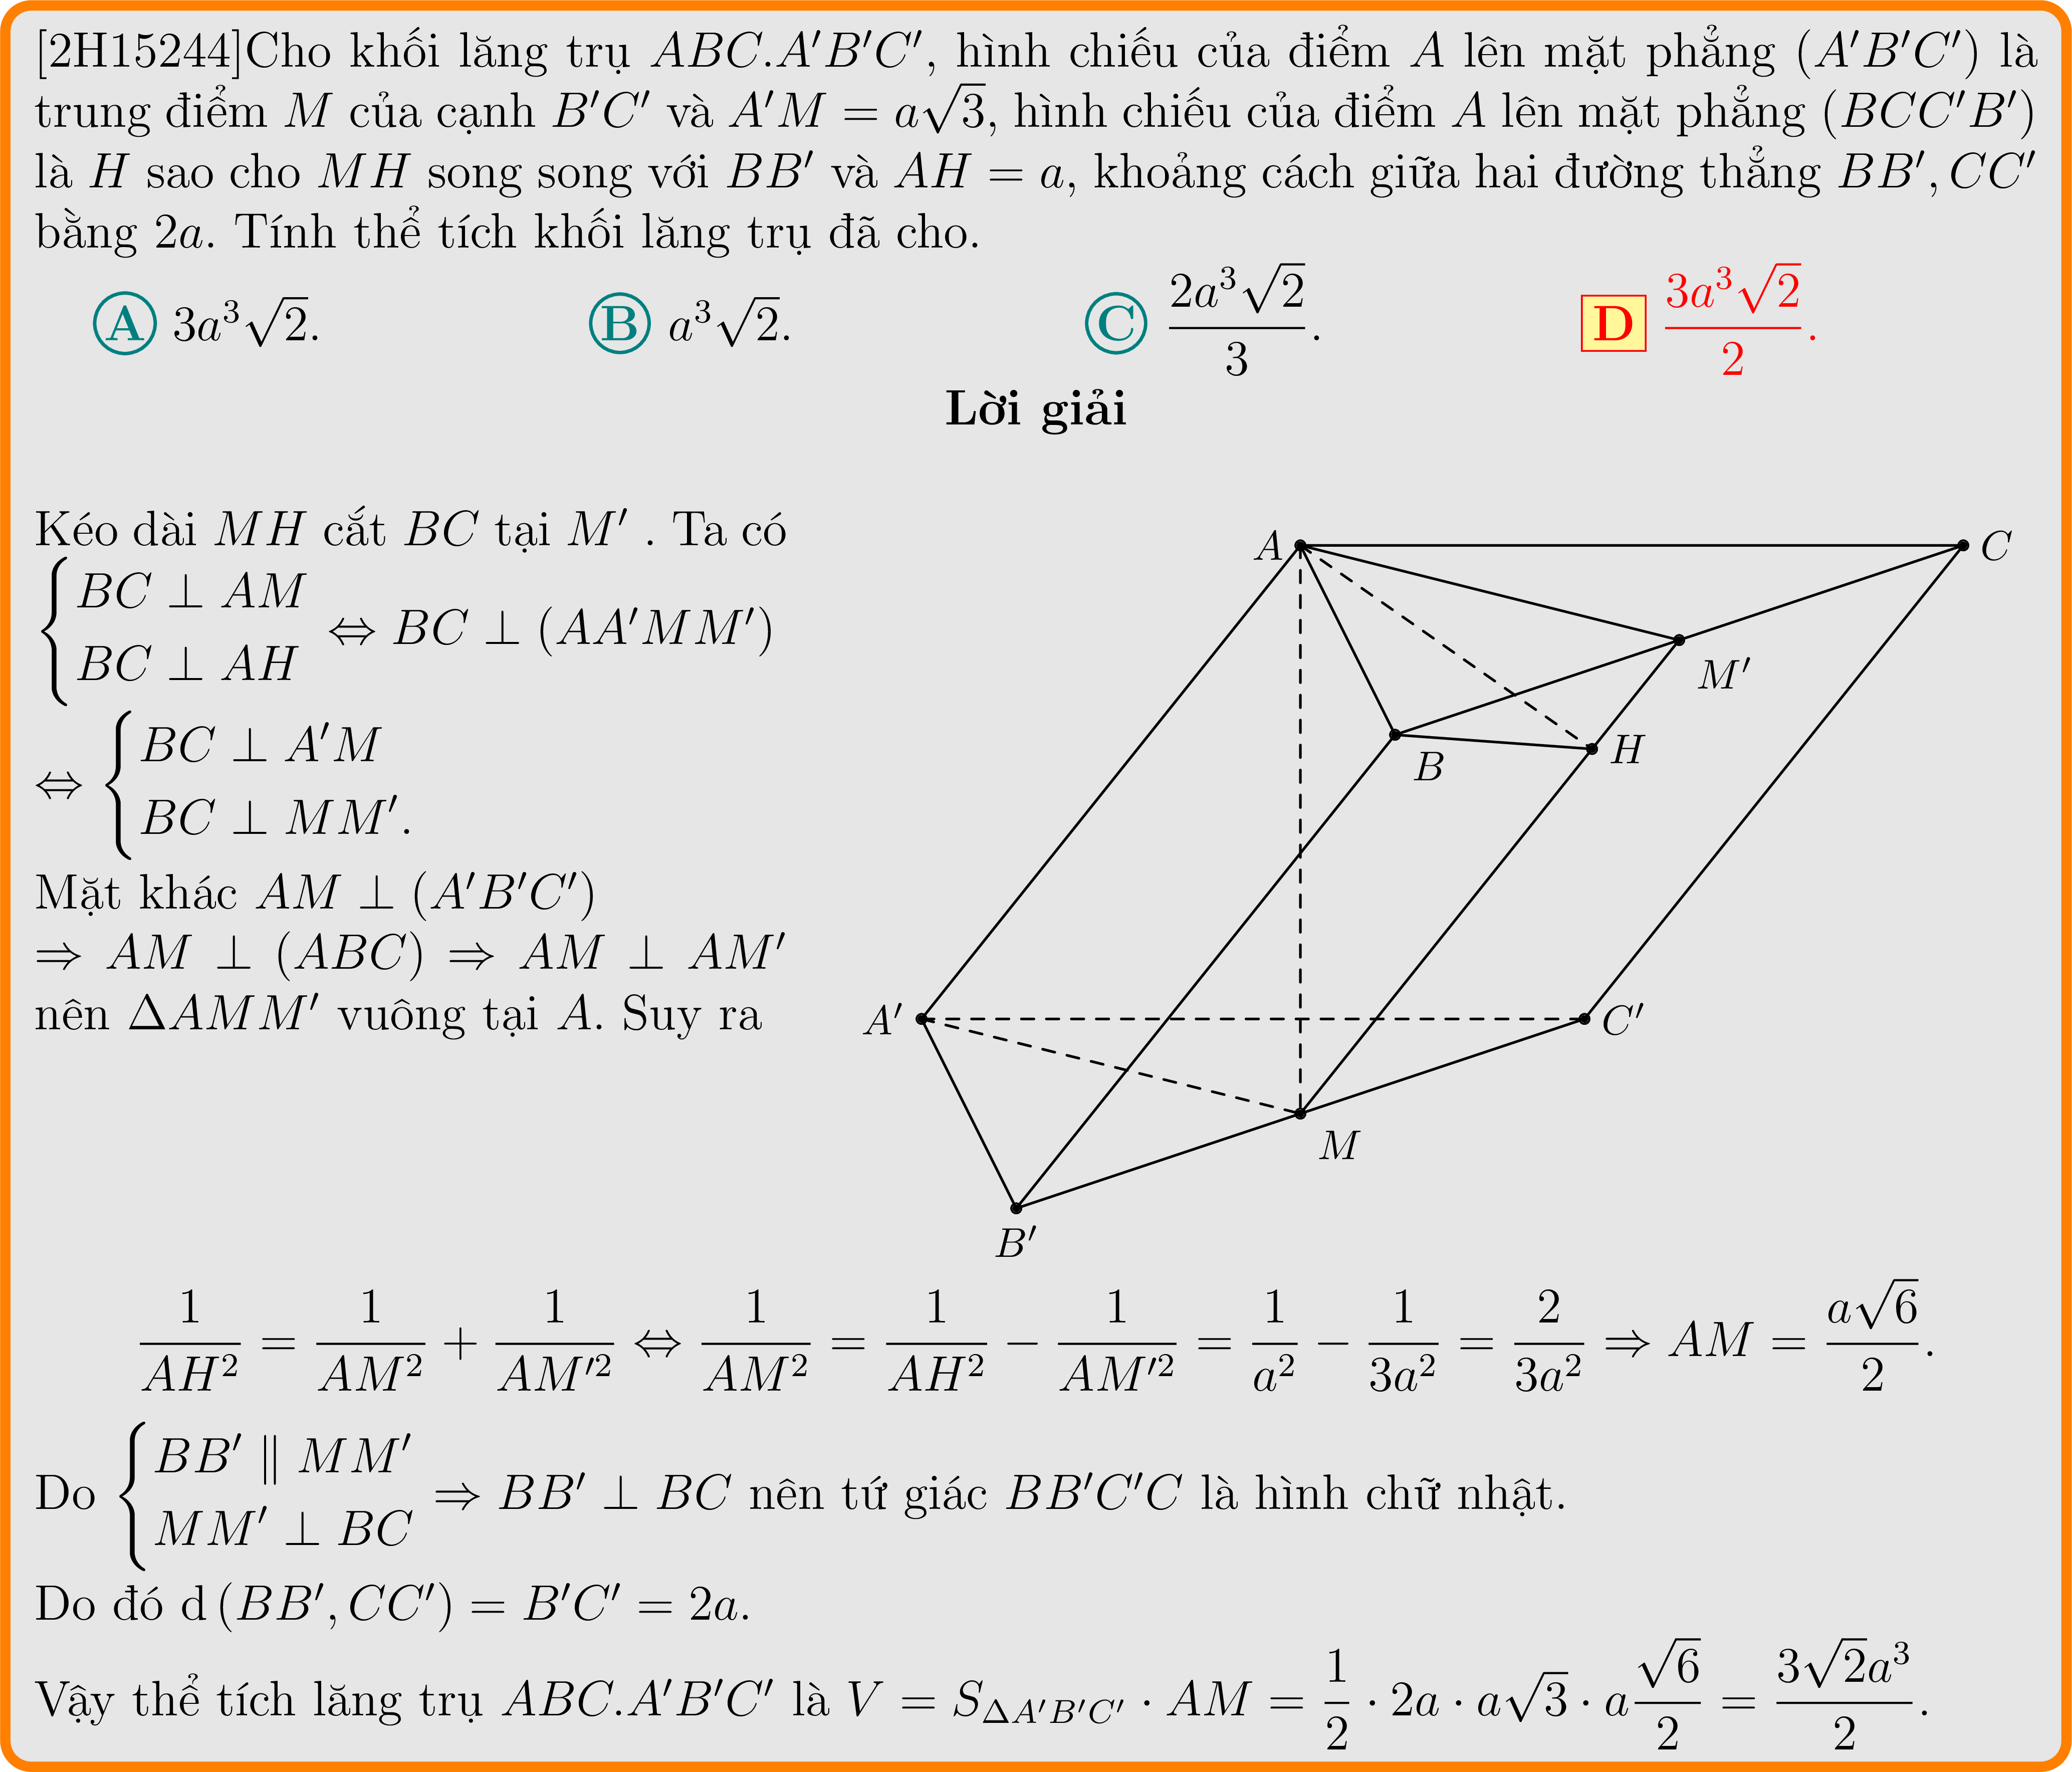 [2H15244]Cho khối lăng trụ $ABC.A'B'C'$, hình chiếu của điểm $A$ lên mặt phẳng $(A'B'C')$ là
trung điểm $M$ của cạnh $B'C'$ và $A'M = a\sqrt{3}$, hình chiếu của điểm $A$ lên mặt phẳng $(BCC'B')$
là $H$ sao cho $MH$ song song với $BB'$ và $AH = a$, khoảng cách giữa hai đường thẳng $BB', CC'$
bằng $2a$. Tính thể tích khối lăng trụ đã cho.
A $3a^3\sqrt{2}$. B $a^3\sqrt{2}$. C $\frac{2a^3\sqrt{2}}{3}$. D $\frac{3a^3\sqrt{2}}{2}$.
Lời giải
Kéo dài $MH$ cắt $BC$ tại $M'$ . Ta có
$\begin{cases} BC \perp AM \\ BC \perp AH \end{cases} \Leftrightarrow BC \perp (AA'MM')$
$\Leftrightarrow \begin{cases} BC \perp A'M \\ BC \perp MM'. \end{cases}$
Mặt khác $AM \perp (A'B'C')$
$\Rightarrow AM \perp (ABC) \Rightarrow AM \perp AM'$
nên $\Delta AMM'$ vuông tại $A$. Suy ra
A
C
M'
H
B
A'
C'
M
B'
$\frac{1}{AH^2} = \frac{1}{AM^2} + \frac{1}{AM'^2} \Leftrightarrow \frac{1}{AM^2} = \frac{1}{AH^2} - \frac{1}{AM'^2} = \frac{1}{a^2} - \frac{1}{3a^2} = \frac{2}{3a^2} \Rightarrow AM = \frac{a\sqrt{6}}{2}.$
Do $\begin{cases} BB' \parallel MM' \\ MM' \perp BC \end{cases} \Rightarrow BB' \perp BC$ nên tứ giác $BB'C'C$ là hình chữ nhật.
Do đó $\mathrm{d}\,(BB', CC') = B'C' = 2a$.
Vậy thể tích lăng trụ $ABC.A'B'C'$ là $V = S_{\Delta A'B'C'} \cdot AM = \frac{1}{2} \cdot 2a \cdot a\sqrt{3} \cdot a\frac{\sqrt{6}}{2} = \frac{3\sqrt{2}a^3}{2}.$